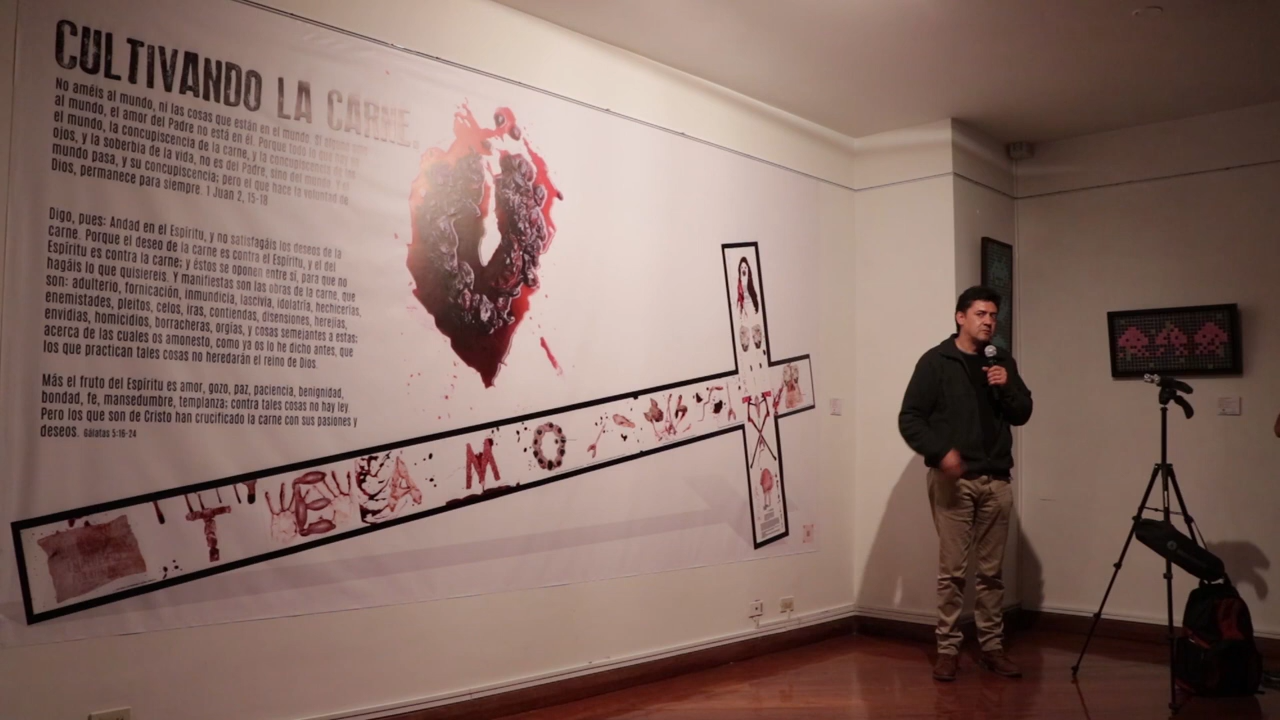 CULTIVANDO LA CARNE
No améis al mundo, ni las cosas que están en el mundo. Si alguno ama
al mundo, el amor del Padre no está en él. Porque todo lo que hay en
el mundo, la concupiscencia de la carne, y la concupiscencia de los
ojos, y la soberbia de la vida, no es del Padre, sino del mundo. Y el
mundo pasa, y su concupiscencia; pero el que hace la voluntad de
Dios, permanece para siempre. 1 Juan 2, 15-18
Digo, pues: Andad en el Espíritu, y no satisfagáis los deseos de la
carne. Porque el deseo de la carne es contra el Espíritu, y el del
Espíritu es contra la carne; y éstos se oponen entre sí, para que no
hagáis lo que quisiereis. Y manifiestas son las obras de la carne, que
son: adulterio, fornicación, inmundicia, lascivia, idolatría, hechicerías,
enemistades, pleitos, celos, iras, contiendas, disensiones, herejías,
envidias, homicidios, borracheras, orgías, y cosas semejantes a estas;
acerca de las cuales os amonesto, como ya os lo he dicho antes, que
los que practican tales cosas no heredarán el reino de Dios.
Más el fruto del Espíritu es amor, gozo, paz, paciencia, benignidad,
bondad, fe, mansedumbre, templanza; contra tales cosas no hay ley
Pero los que son de Cristo han crucificado la carne con sus pasiones y
deseos. Gálatas 5:16-24